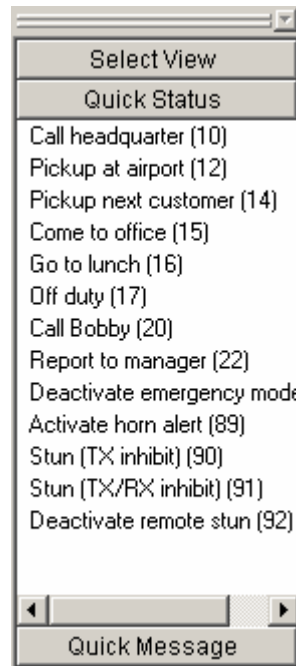 Select View
Quick Status
Call headquarter (10)
Pickup at airport (12)
Pickup next customer (14)
Come to office (15)
Go to lunch (16)
Off duty (17)
Call Bobby (20)
Report to manager (22)
Deactivate emergency mode
Activate horn alert (89)
Stun (TX inhibit) (90)
Stun (TX/RX inhibit) (91)
Deactivate remote stun (92)
Quick Message